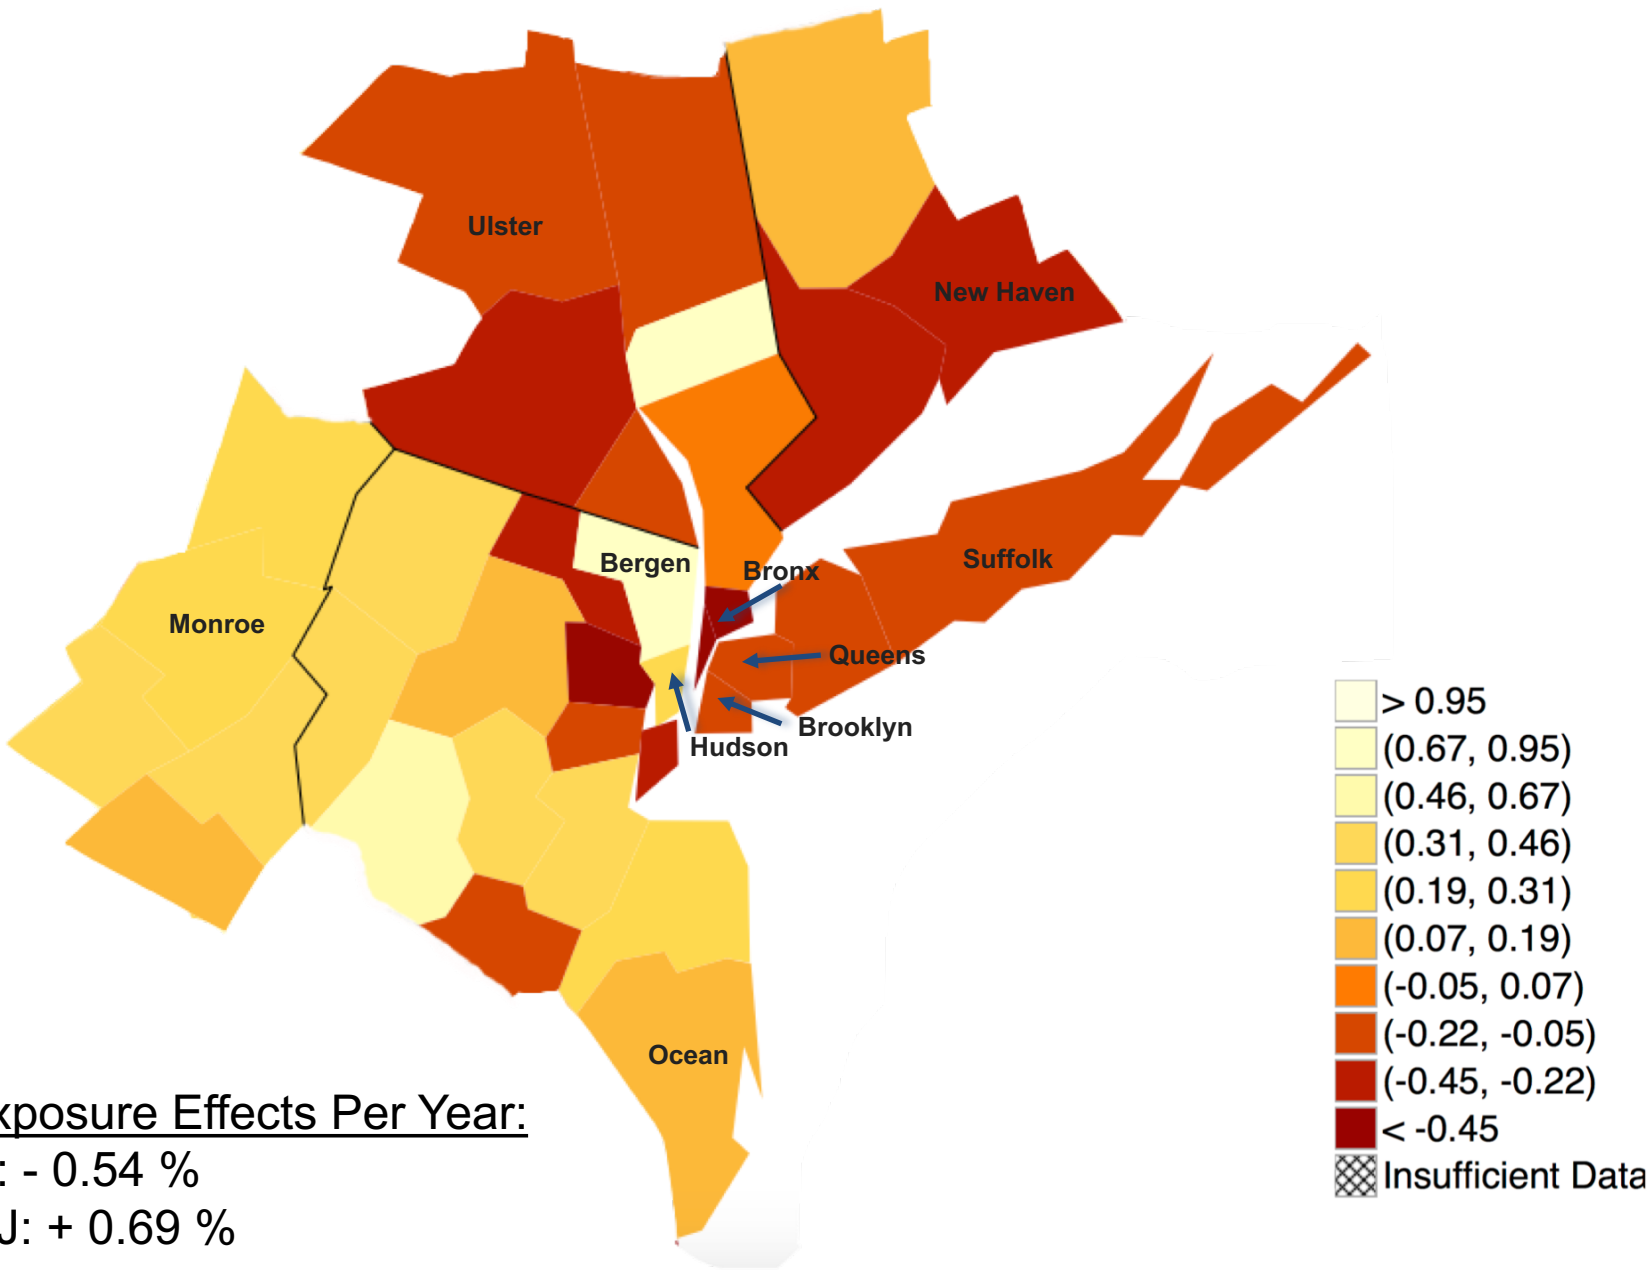 Ulster
New Haven
Bergen
Bronx
Suffolk
Monroe
Queens
Brooklyn
Hudson
Ocean
> 0.95
(0.67, 0.95)
(0.46, 0.67)
(0.31, 0.46)
(0.19, 0.31)
(0.07, 0.19)
(-0.05, 0.07)
(-0.22, -0.05)
(-0.45, -0.22)
< -0.45
Insufficient Data
xposure Effects Per Year:
: - 0.54 %
J: + 0.69 %